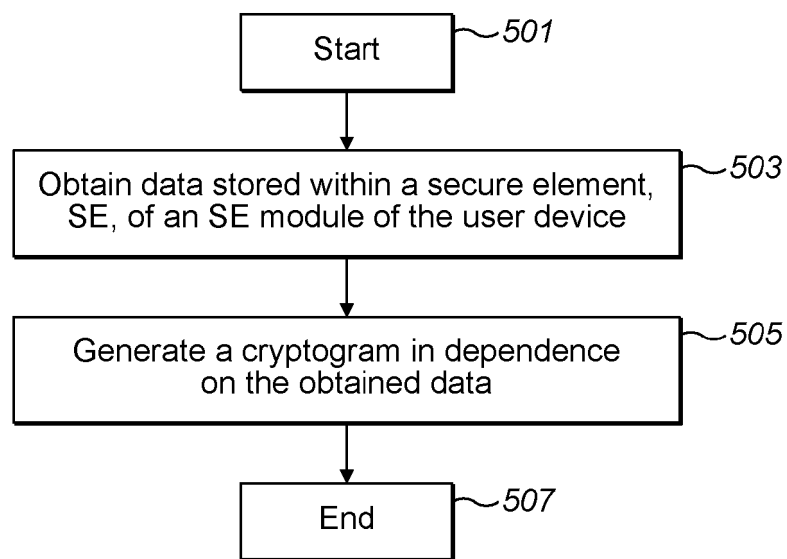 Start
501
Obtain data stored within a secure element,
SE, of an SE module of the user device
503
Generate a cryptogram in dependence
on the obtained data
505
End
507